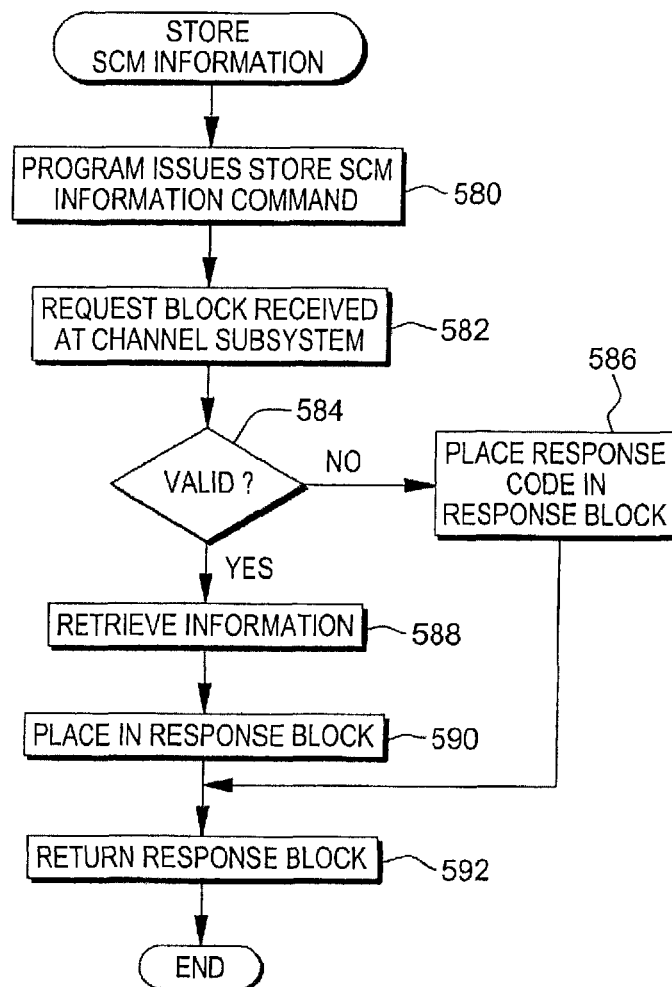 STORE
SCM INFORMATION
PROGRAM ISSUES STORE SCM
INFORMATION COMMAND
580
REQUEST BLOCK RECEIVED
AT CHANNEL SUBSYSTEM
582
584
VALID ?
NO
586
PLACE RESPONSE
CODE IN
RESPONSE BLOCK
YES
RETRIEVE INFORMATION
588
PLACE IN RESPONSE BLOCK
590
RETURN RESPONSE BLOCK
592
END